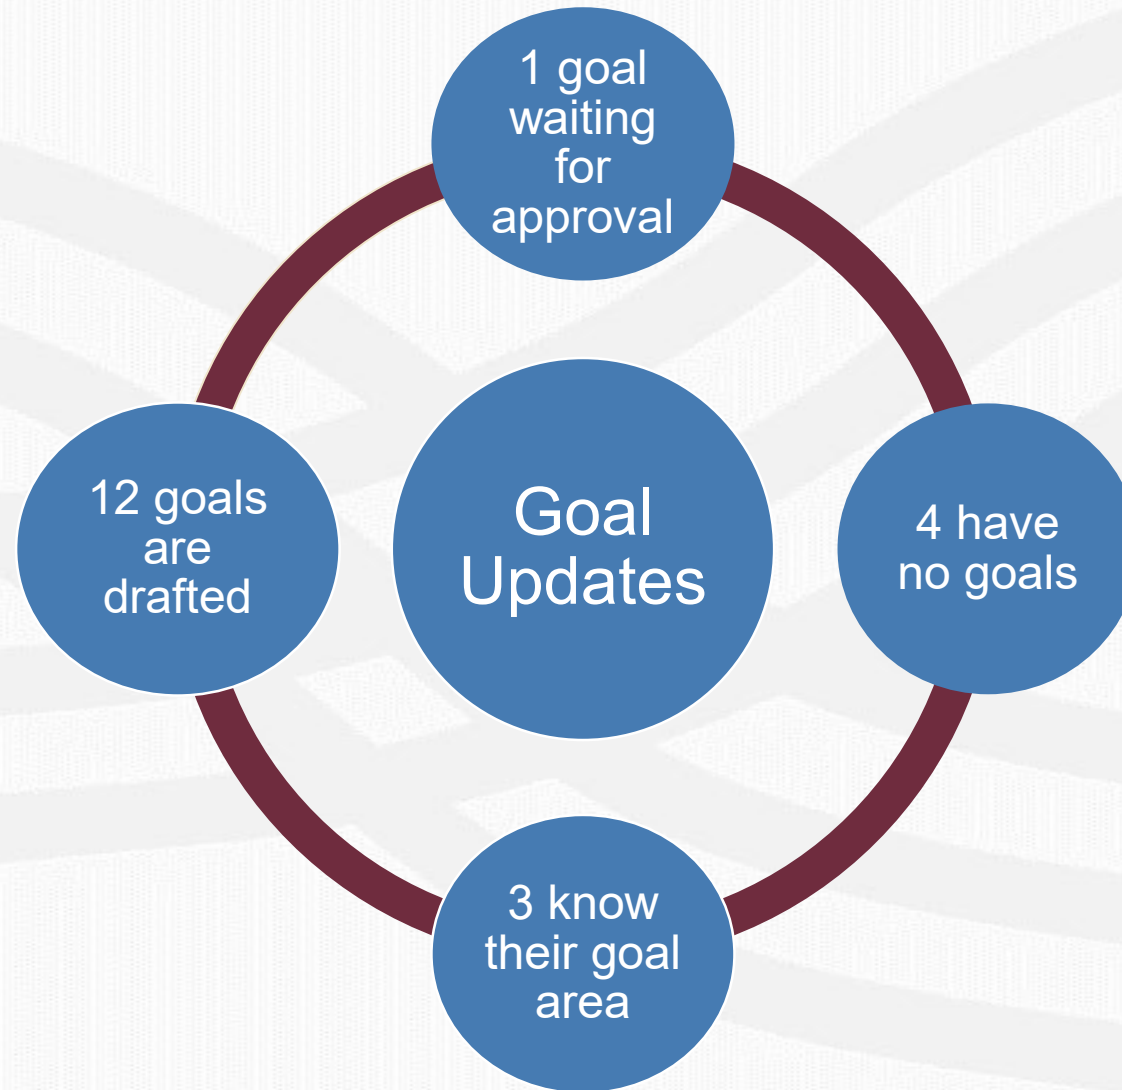 1 goal
waiting
for
approval
12 goals
are
drafted
Goal
Updates
4 have
no goals
3 know
their goal
area